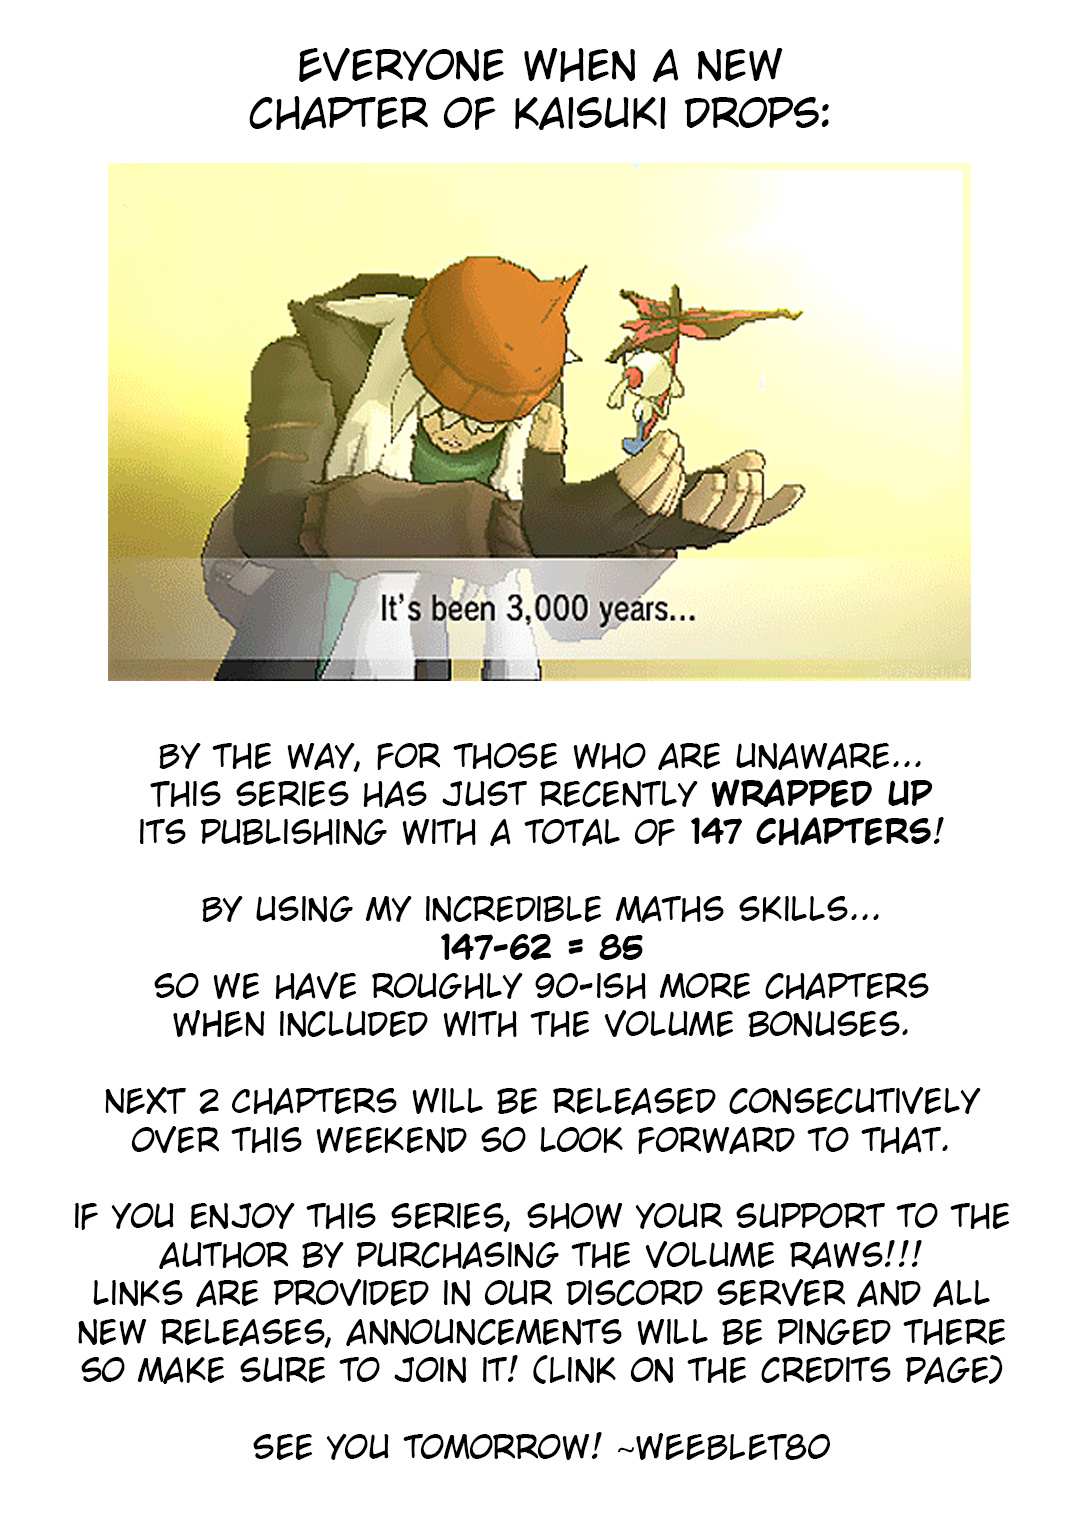 EVERYONE WHEN A NEW
CHAPTER OF KAISUKI DROPS:
It's been 3,000 years...
BY THE WAY, FOR THOSE WHO ARE UNAWARE...
THIS SERIES HAS JUST RECENTLY WRAPPED UP
ITS PUBLISHING WITH A TOTAL OF 147 CHAPTERS!
BY USING MY INCREDIBLE MATHS SKILLS...
147-62 = 85
SO WE HAVE ROUGHLY 90-ISH MORE CHAPTERS
WHEN INCLUDED WITH THE VOLUME BONUSES.
NEXT 2 CHAPTERS WILL BE RELEASED CONSECUTIVELY
OVER THIS WEEKEND SO LOOK FORWARD TO THAT.
IF YOU ENJOY THIS SERIES, SHOW YOUR SUPPORT TO THE
AUTHOR BY PURCHASING THE VOLUME RAWS!!!
LINKS ARE PROVIDED IN OUR DISCORD SERVER AND ALL
NEW RELEASES, ANNOUNCEMENTS WILL BE PINGED THERE
SO MAKE SURE TO JOIN IT! (LINK ON THE CREDITS PAGE)
SEE YOU TOMORROW! ~WEEBLET80